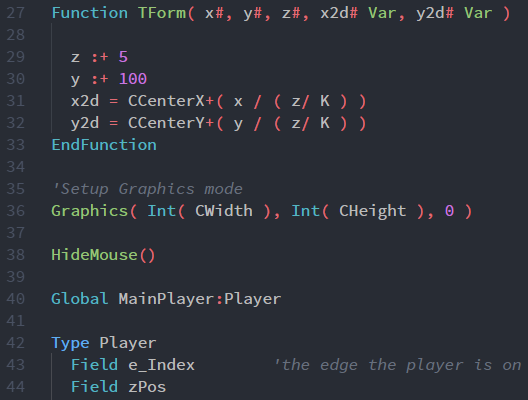 27 Function TForm( x#, y#, z#, x2d# Var, y2d# Var )
28
29 z :+ 5
30 y :+ 100
31 x2d = CCenterX+( x / ( z/ K ) )
32 y2d = CCenterY+( y / ( z/ K ) )
33 EndFunction
34
35 'Setup Graphics mode
36 Graphics( Int( CWidth ), Int( CHeight ), 0 )
37
38 HideMouse()
39
40 Global MainPlayer:Player
41
42 Type Player
43 Field e_Index 'the edge the player is on
44 Field zPos